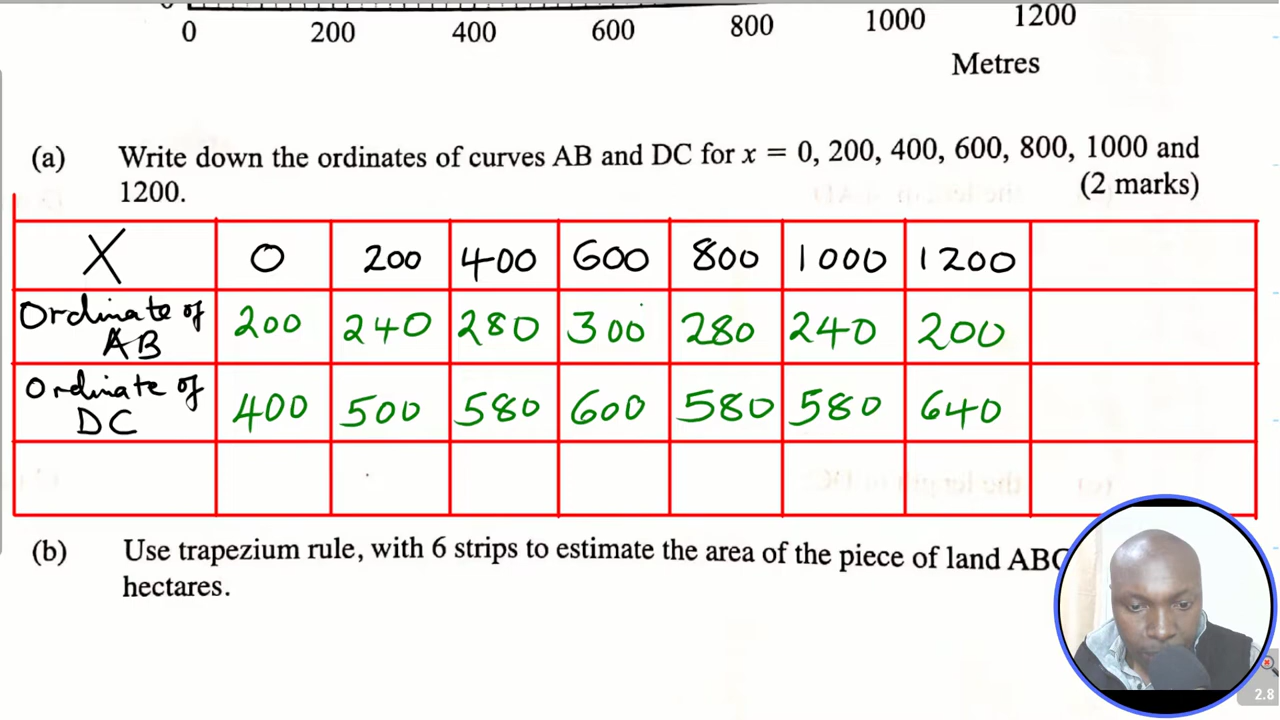 0 200 400 600 800 1000 1200
Metres
(a) Write down the ordinates of curves AB and DC for x = 0, 200, 400, 600, 800, 1000 and
1200. (2 marks)
X 0 200 400 600 800 1000 1200
Ordinate of AB 200 240 280 300 280 240 200
Ordinate of DC 400 500 580 600 580 580 640
(b) Use trapezium rule, with 6 strips to estimate the area of the piece of land
hectares.
2.8